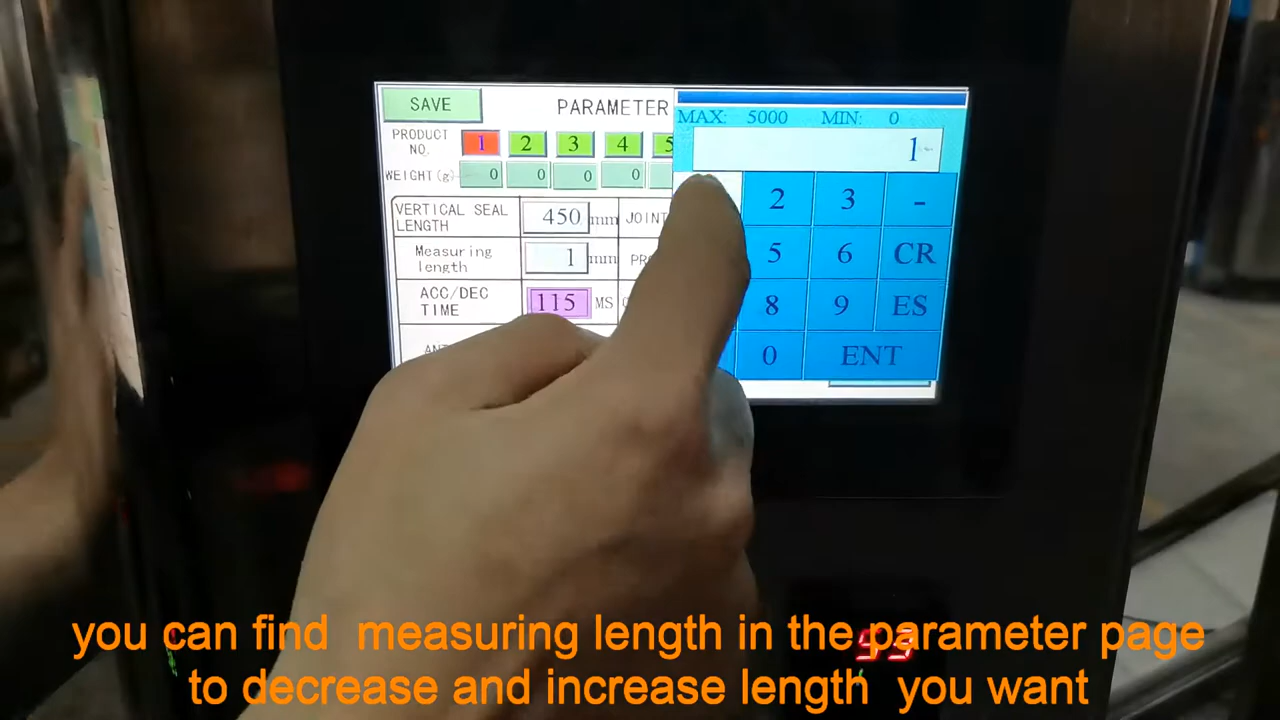 SAVE
PARAMETER
PRODUCT NO.
1 2 3 4 5
WEIGHT(g) 0 0 0 0
VERTICAL SEAL LENGTH
450 mm
JOINT
Measuring length
1 mm
ACC/DEC TIME
115 MS
MAX: 5000 MIN: 0
1
2 3 -
5 6 CR
8 9 ES
0 ENT
you can find measuring length in the parameter page
to decrease and increase length you want